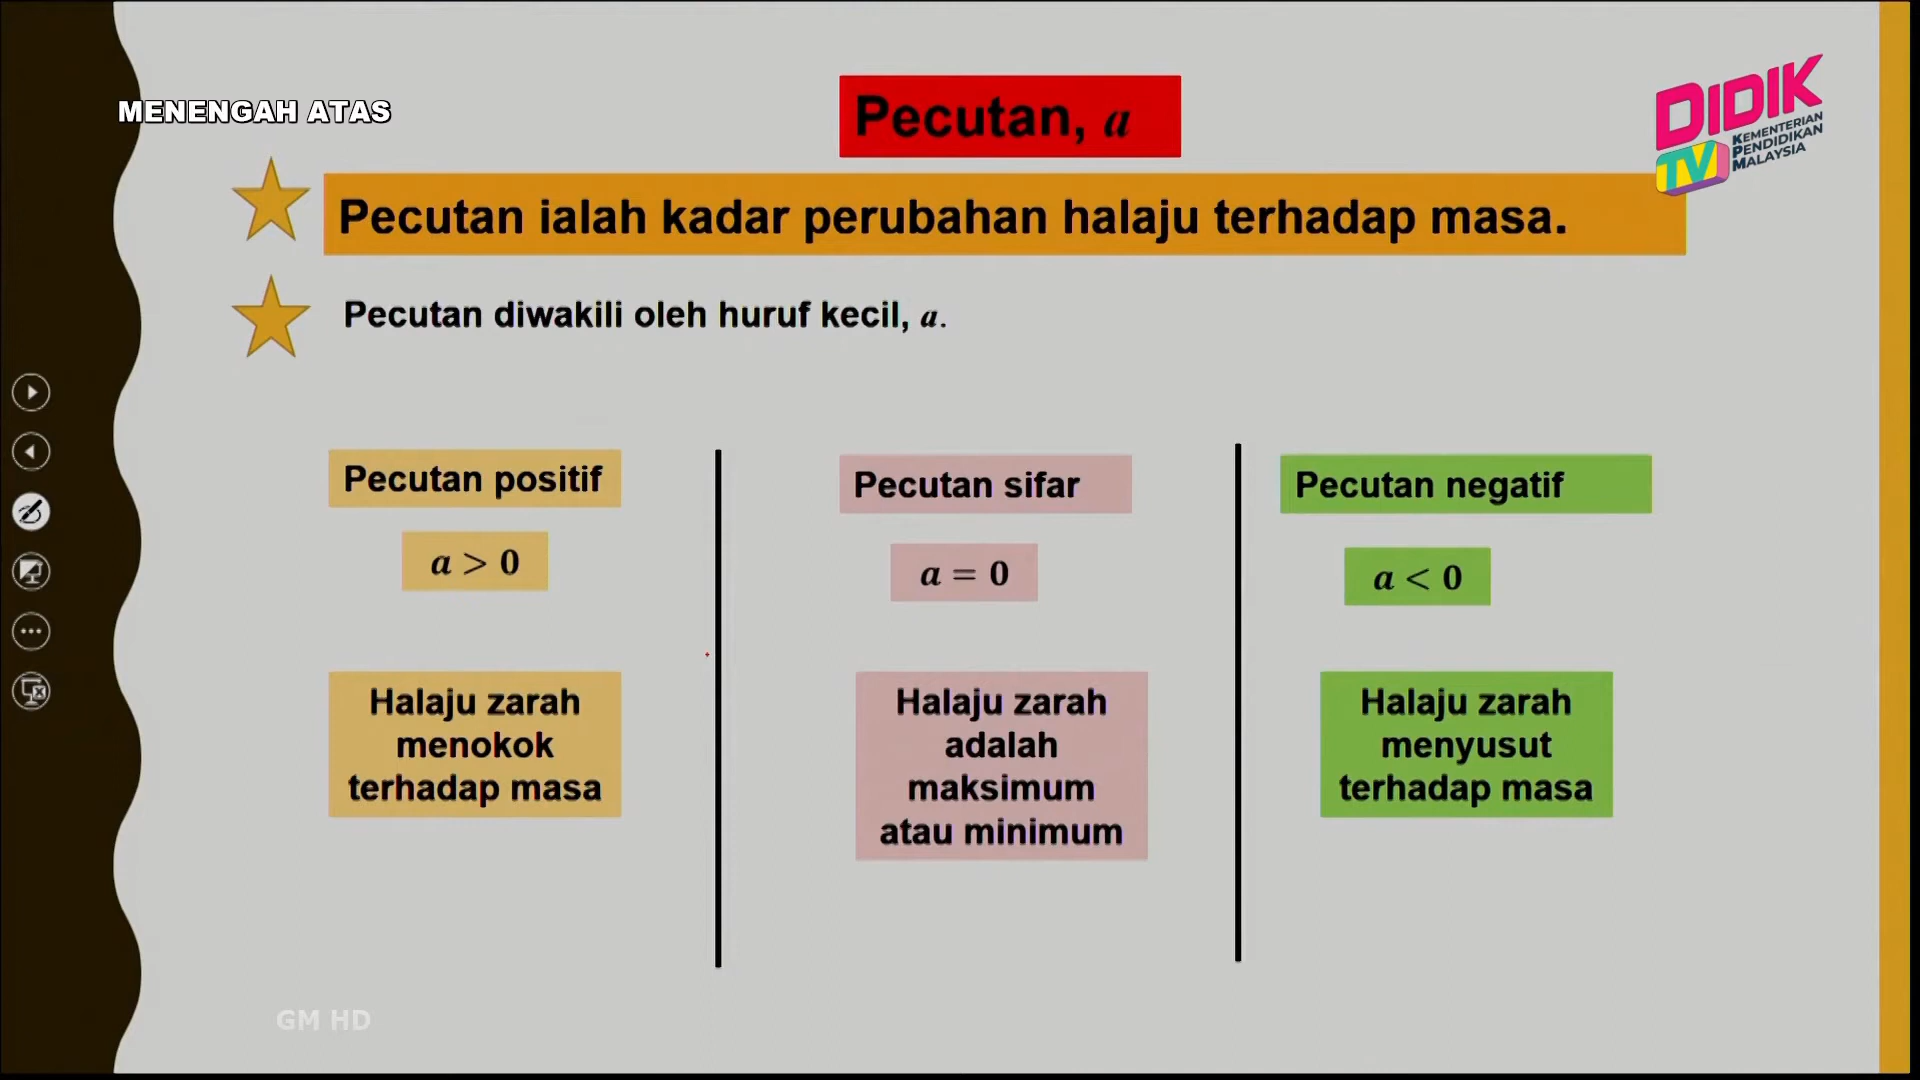 MENENGAH ATAS
Pecutan, a
DIDIK
TV
KEMENTERIAN
PENDIDIKAN
MALAYSIA
Pecutan ialah kadar perubahan halaju terhadap masa.
Pecutan diwakili oleh huruf kecil, a.
Pecutan positif
a > 0
Halaju zarah
menokok
terhadap masa
Pecutan sifar
a = 0
Halaju zarah
adalah
maksimum
atau minimum
Pecutan negatif
a < 0
Halaju zarah
menyusut
terhadap masa
GM HD